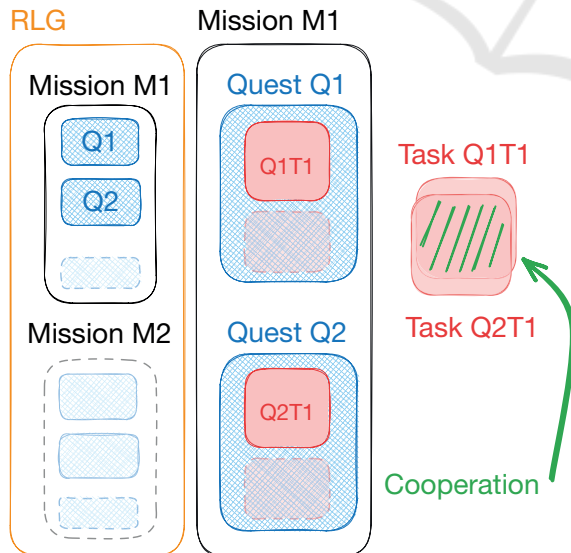 RLG
Mission M1
Q1
Q2
Mission M2
Mission M1
Quest Q1
Q1T1
Quest Q2
Q2T1
Task Q1T1
Task Q2T1
Cooperation